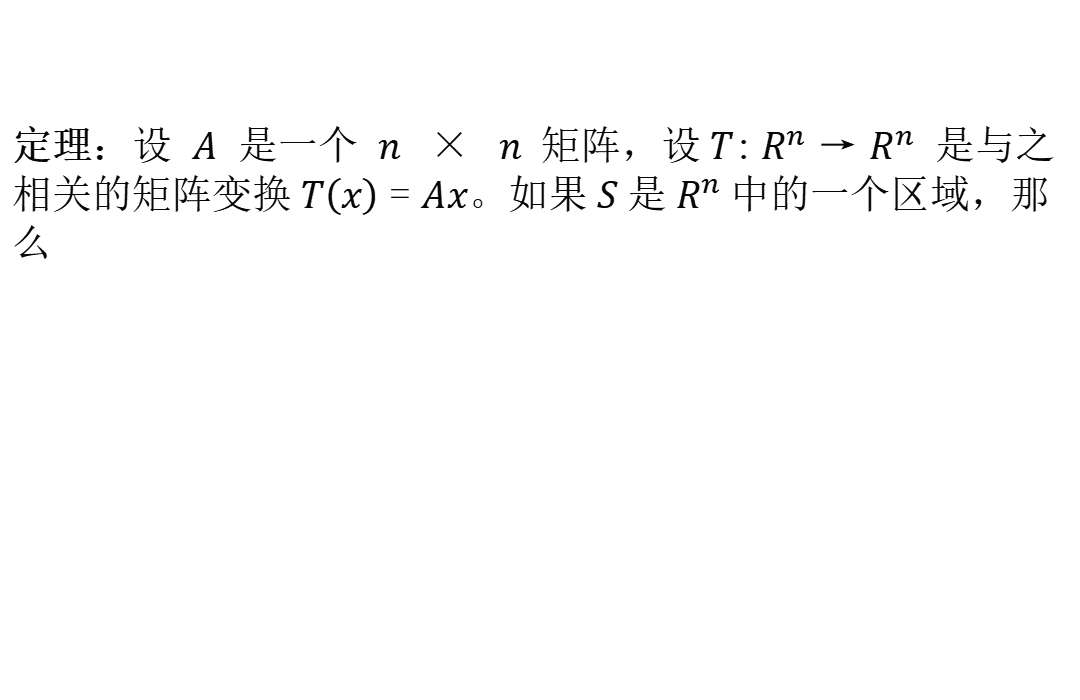 定理：设 A 是一个 n × n 矩阵，设 T: Rⁿ → Rⁿ 是与之
相关的矩阵变换 T(x) = Ax。如果 S 是 Rⁿ 中的一个区域，那
么